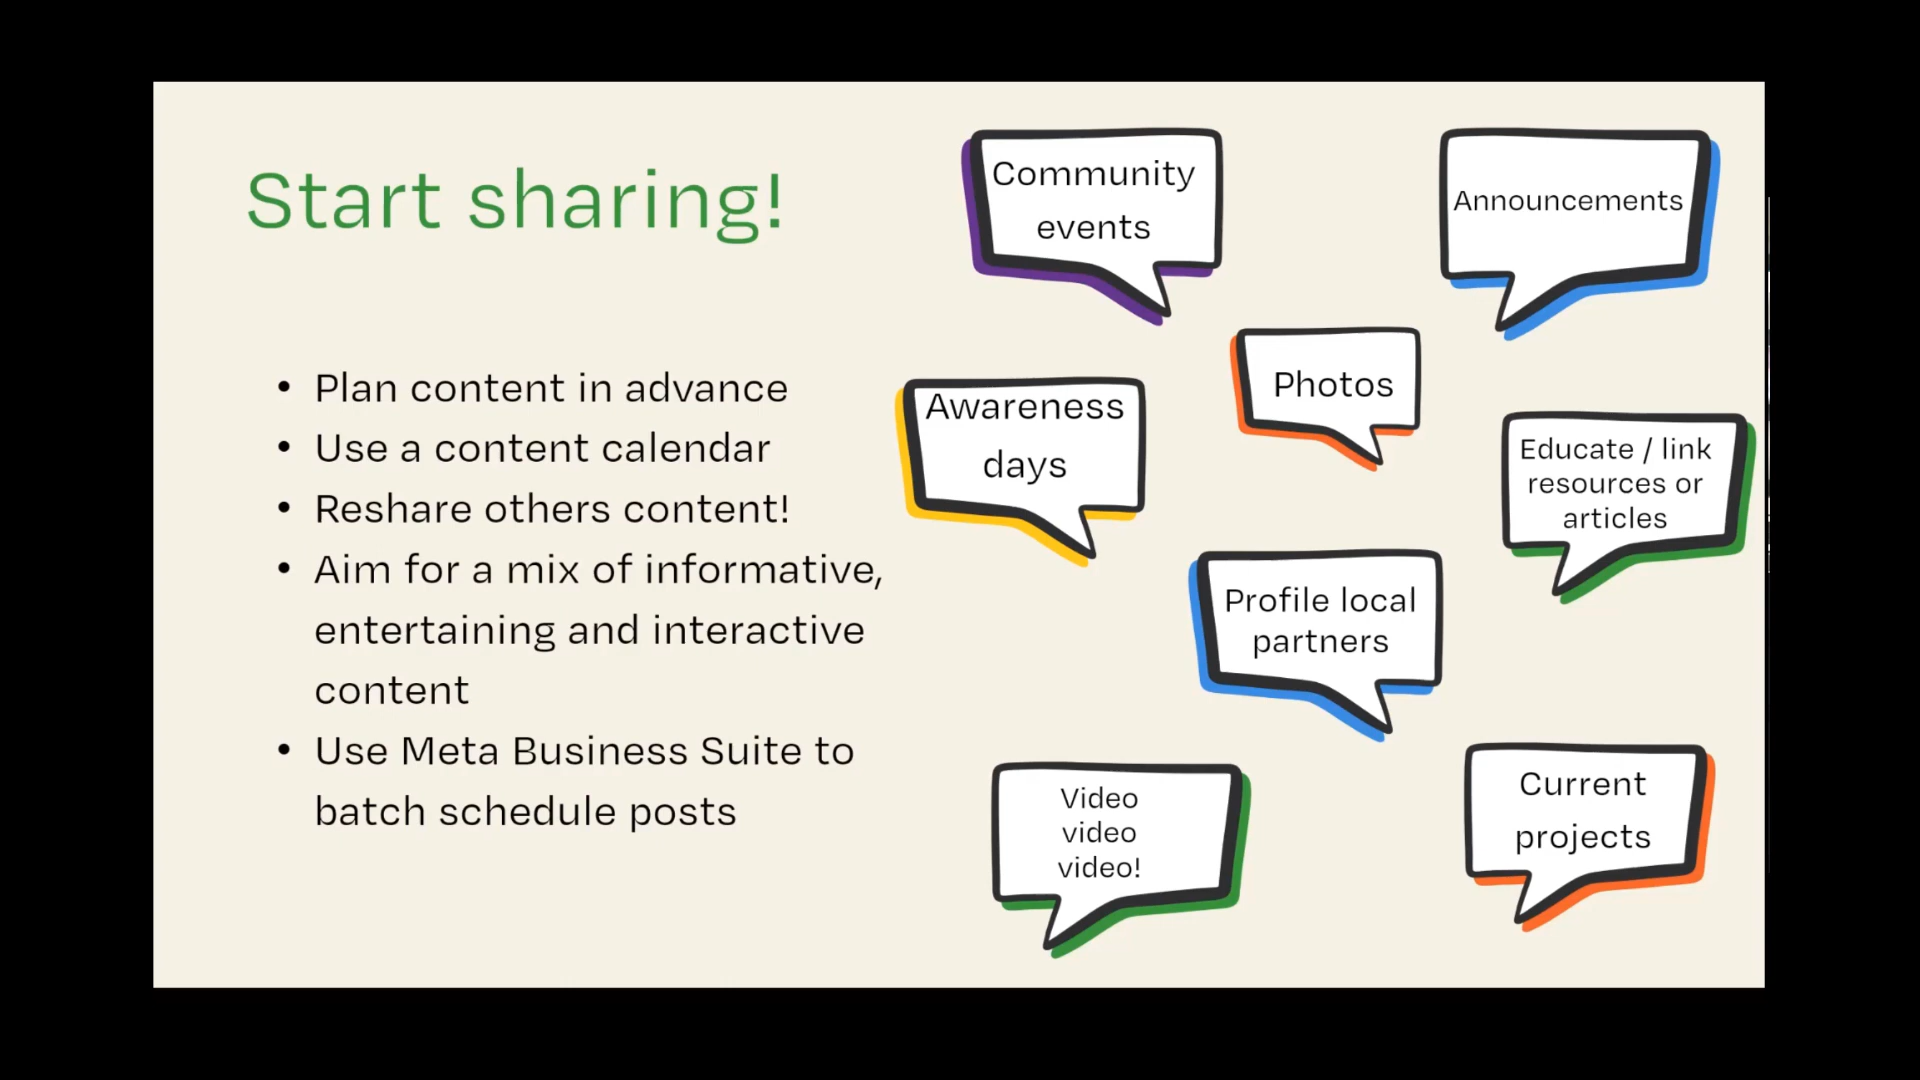 Start sharing!
• Plan content in advance
• Use a content calendar
• Reshare others content!
• Aim for a mix of informative,
entertaining and interactive
content
• Use Meta Business Suite to
batch schedule posts
Community
events
Announcements
Photos
Awareness
days
Educate / link
resources or
articles
Profile local
partners
Video
video
video!
Current
projects